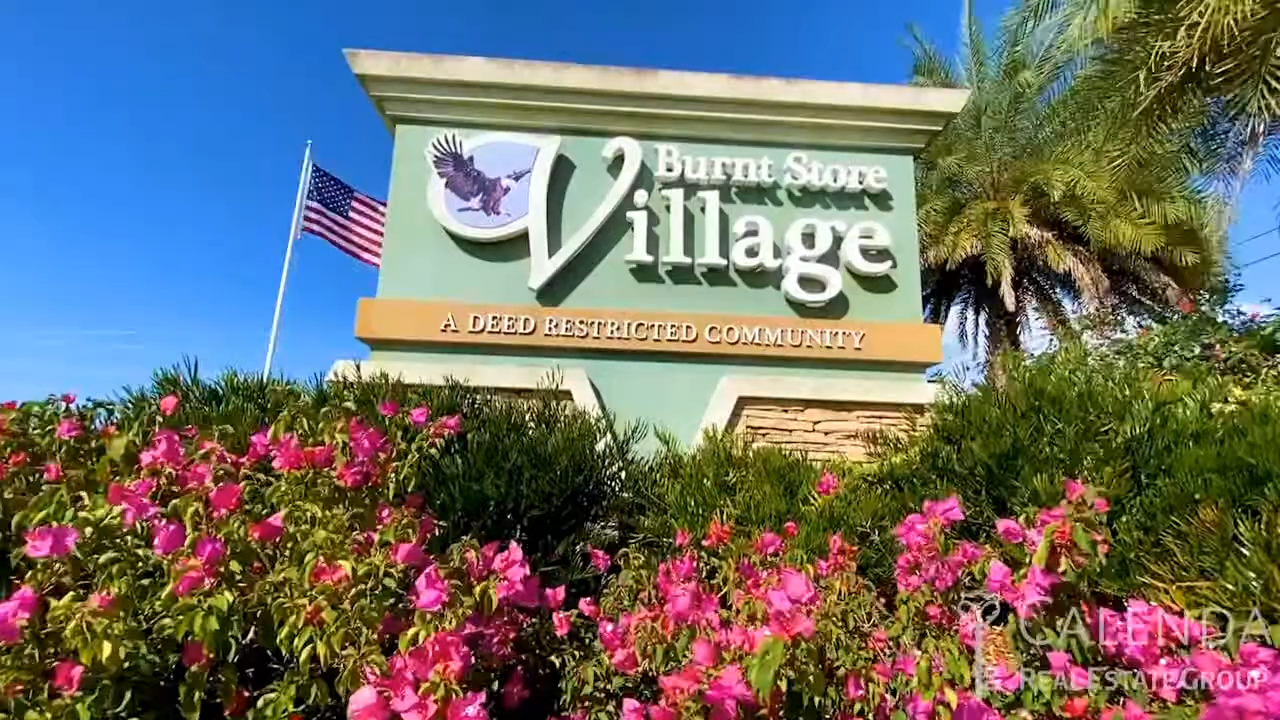 Burnt Store
Village
A DEED RESTRICTED COMMUNITY
CALENDA
REAL ESTATE GROUP